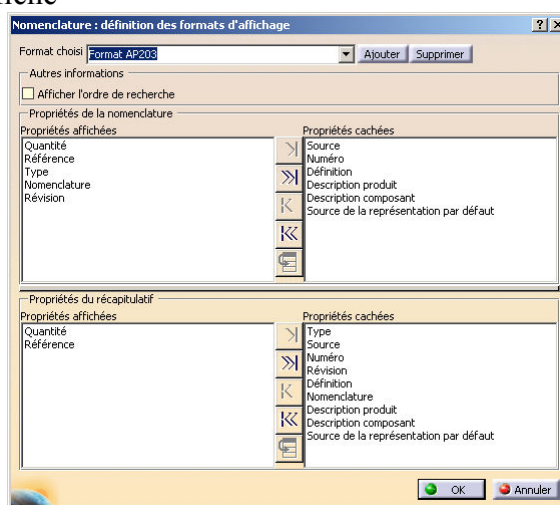 Nomenclature : définition des formats d'affichage
Format choisi Format AP203 Ajouter Supprimer
Autres informations
Afficher l'ordre de recherche
Propriétés de la nomenclature
Propriétés affichées
Quantité
Référence
Type
Nomenclature
Révision
Propriétés cachées
Source
Numéro
Définition
Description produit
Description composant
Source de la représentation par défaut
Propriétés du récapitulatif
Propriétés affichées
Quantité
Référence
Propriétés cachées
Type
Source
Numéro
Révision
Définition
Nomenclature
Description produit
Description composant
Source de la représentation par défaut
OK Annuler